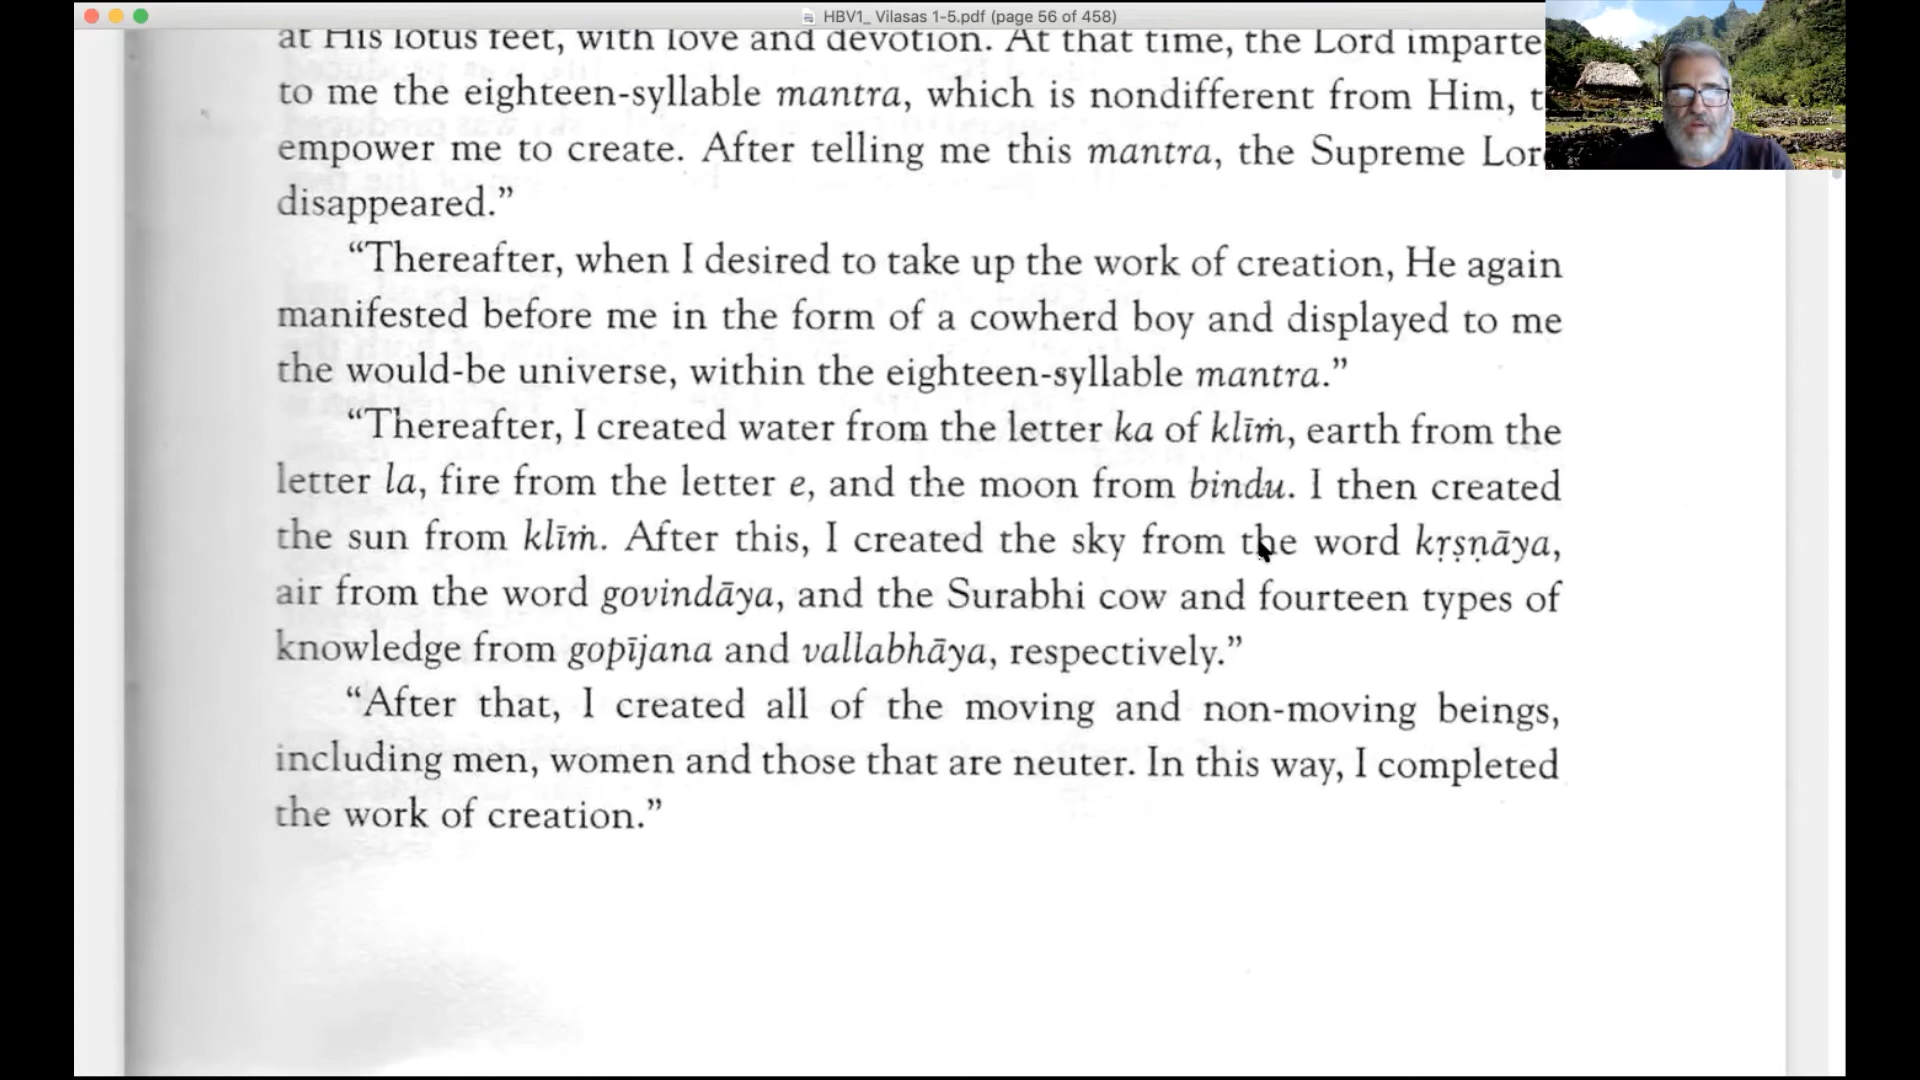 HBV1_ Vilasas 1-5.pdf (page 56 of 458)
at His lotus feet, with love and devotion. At that time, the Lord imparte
to me the eighteen-syllable mantra, which is nondifferent from Him, t
empower me to create. After telling me this mantra, the Supreme Lor
disappeared.”
“Thereafter, when I desired to take up the work of creation, He again
manifested before me in the form of a cowherd boy and displayed to me
the would-be universe, within the eighteen-syllable mantra.”
“Thereafter, I created water from the letter ka of klīṁ, earth from the
letter la, fire from the letter e, and the moon from bindu. I then created
the sun from klīṁ. After this, I created the sky from the word kṛṣṇāya,
air from the word govindāya, and the Surabhi cow and fourteen types of
knowledge from gopījana and vallabhāya, respectively.”
“After that, I created all of the moving and non-moving beings,
including men, women and those that are neuter. In this way, I completed
the work of creation.”